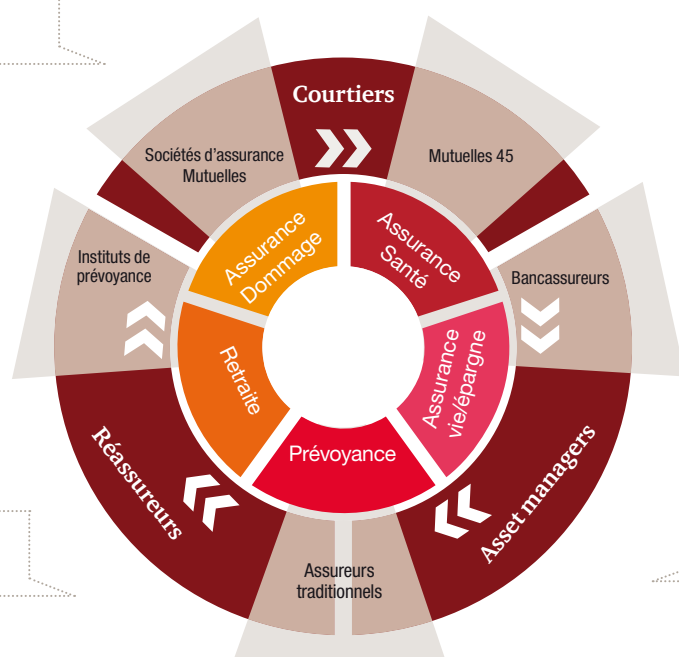 Courtiers
Sociétés d'assurance
Mutuelles
Mutuelles 45
Instituts de
prévoyance
Bancassureurs
Assurance
Dommage
Assurance
Santé
Retraite
Assurance
vie/épargne
Prévoyance
Réassureurs
Asset managers
Assureurs
traditionnels